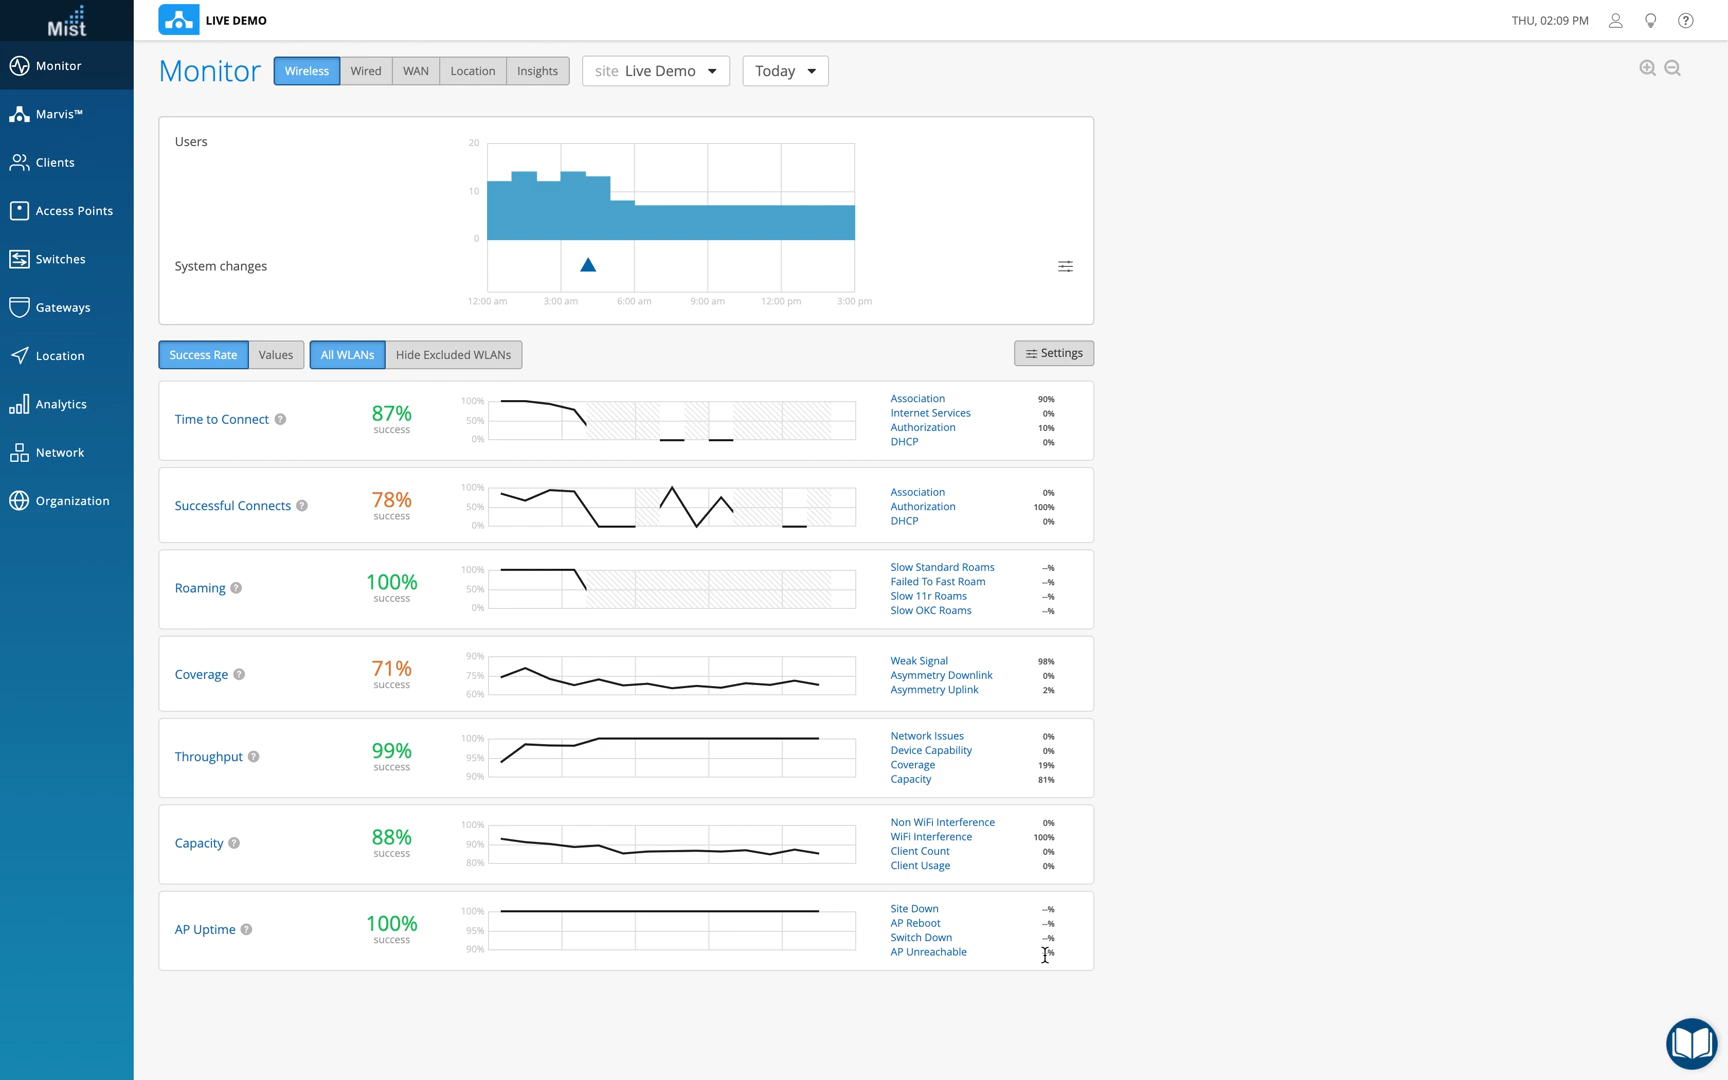 Mist
LIVE DEMO
THU, 02:09 PM
Monitor
Marvis™
Clients
Access Points
Switches
Gateways
Location
Analytics
Network
Organization
Monitor
Wireless Wired WAN Location Insights
site Live Demo
Today
Users
20
10
0
System changes
12:00 am 3:00 am 6:00 am 9:00 am 12:00 pm 3:00 pm
Success Rate Values All WLANs Hide Excluded WLANs Settings
Time to Connect
87%
success
100%
50%
0%
Association 90%
Internet Services 0%
Authorization 10%
DHCP 0%
Successful Connects
78%
success
100%
50%
0%
Association 0%
Authorization 100%
DHCP 0%
Roaming
100%
success
100%
50%
0%
Slow Standard Roams --%
Failed To Fast Roam --%
Slow 11r Roams --%
Slow OKC Roams --%
Coverage
71%
success
90%
75%
60%
Weak Signal 98%
Asymmetry Downlink 0%
Asymmetry Uplink 2%
Throughput
99%
success
100%
95%
90%
Network Issues 0%
Device Capability 0%
Coverage 19%
Capacity 81%
Capacity
88%
success
100%
90%
80%
Non WiFi Interference 0%
WiFi Interference 100%
Client Count 0%
Client Usage 0%
AP Uptime
100%
success
100%
95%
90%
Site Down --%
AP Reboot --%
Switch Down --%
AP Unreachable %